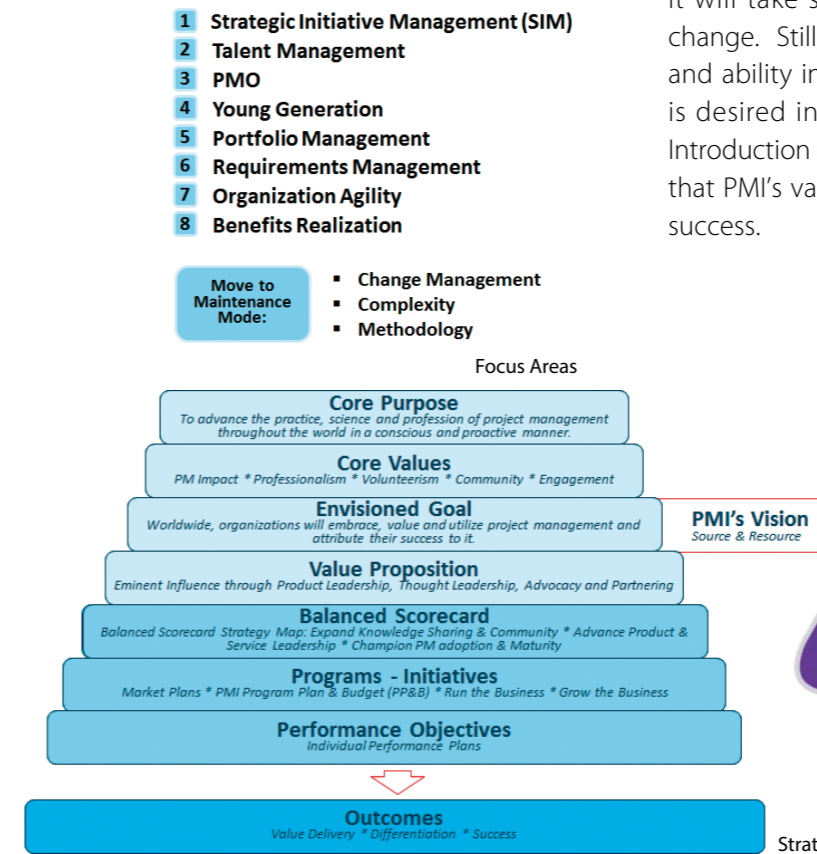 1 Strategic Initiative Management (SIM)
2 Talent Management
3 PMO
4 Young Generation
5 Portfolio Management
6 Requirements Management
7 Organization Agility
8 Benefits Realization
Move to
Maintenance
Mode:
▪ Change Management
▪ Complexity
▪ Methodology
Focus Areas
change. Still
and ability in
is desired in
Introduction
that PMI's va
success.
Core Purpose
To advance the practice, science and profession of project management
throughout the world in a conscious and proactive manner.
Core Values
PM Impact * Professionalism * Volunteerism * Community * Engagement
Envisioned Goal
Worldwide, organizations will embrace, value and utilize project management and
attribute their success to it.
PMI's Vision
Source & Resource
Value Proposition
Eminent Influence through Product Leadership, Thought Leadership, Advocacy and Partnering
Balanced Scorecard
Balanced Scorecard Strategy Map: Expand Knowledge Sharing & Community * Advance Product &
Service Leadership * Champion PM adoption & Maturity
Programs - Initiatives
Market Plans * PMI Program Plan & Budget (PP&B) * Run the Business * Grow the Business
Performance Objectives
Individual Performance Plans
Outcomes
Value Delivery * Differentiation * Success
Strat